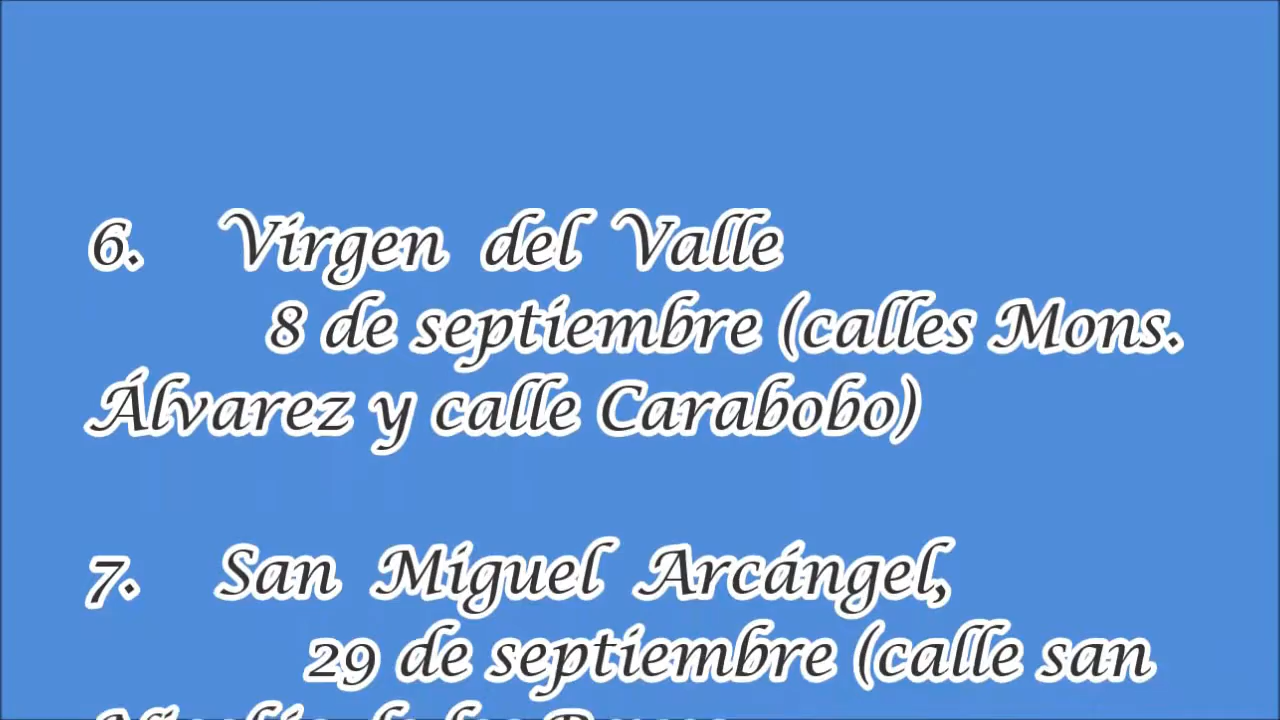 6. Virgen del Valle
8 de septiembre (calles Mons.
Álvarez y calle Carabobo)
7. San Miguel Arcángel,
29 de septiembre (calle san